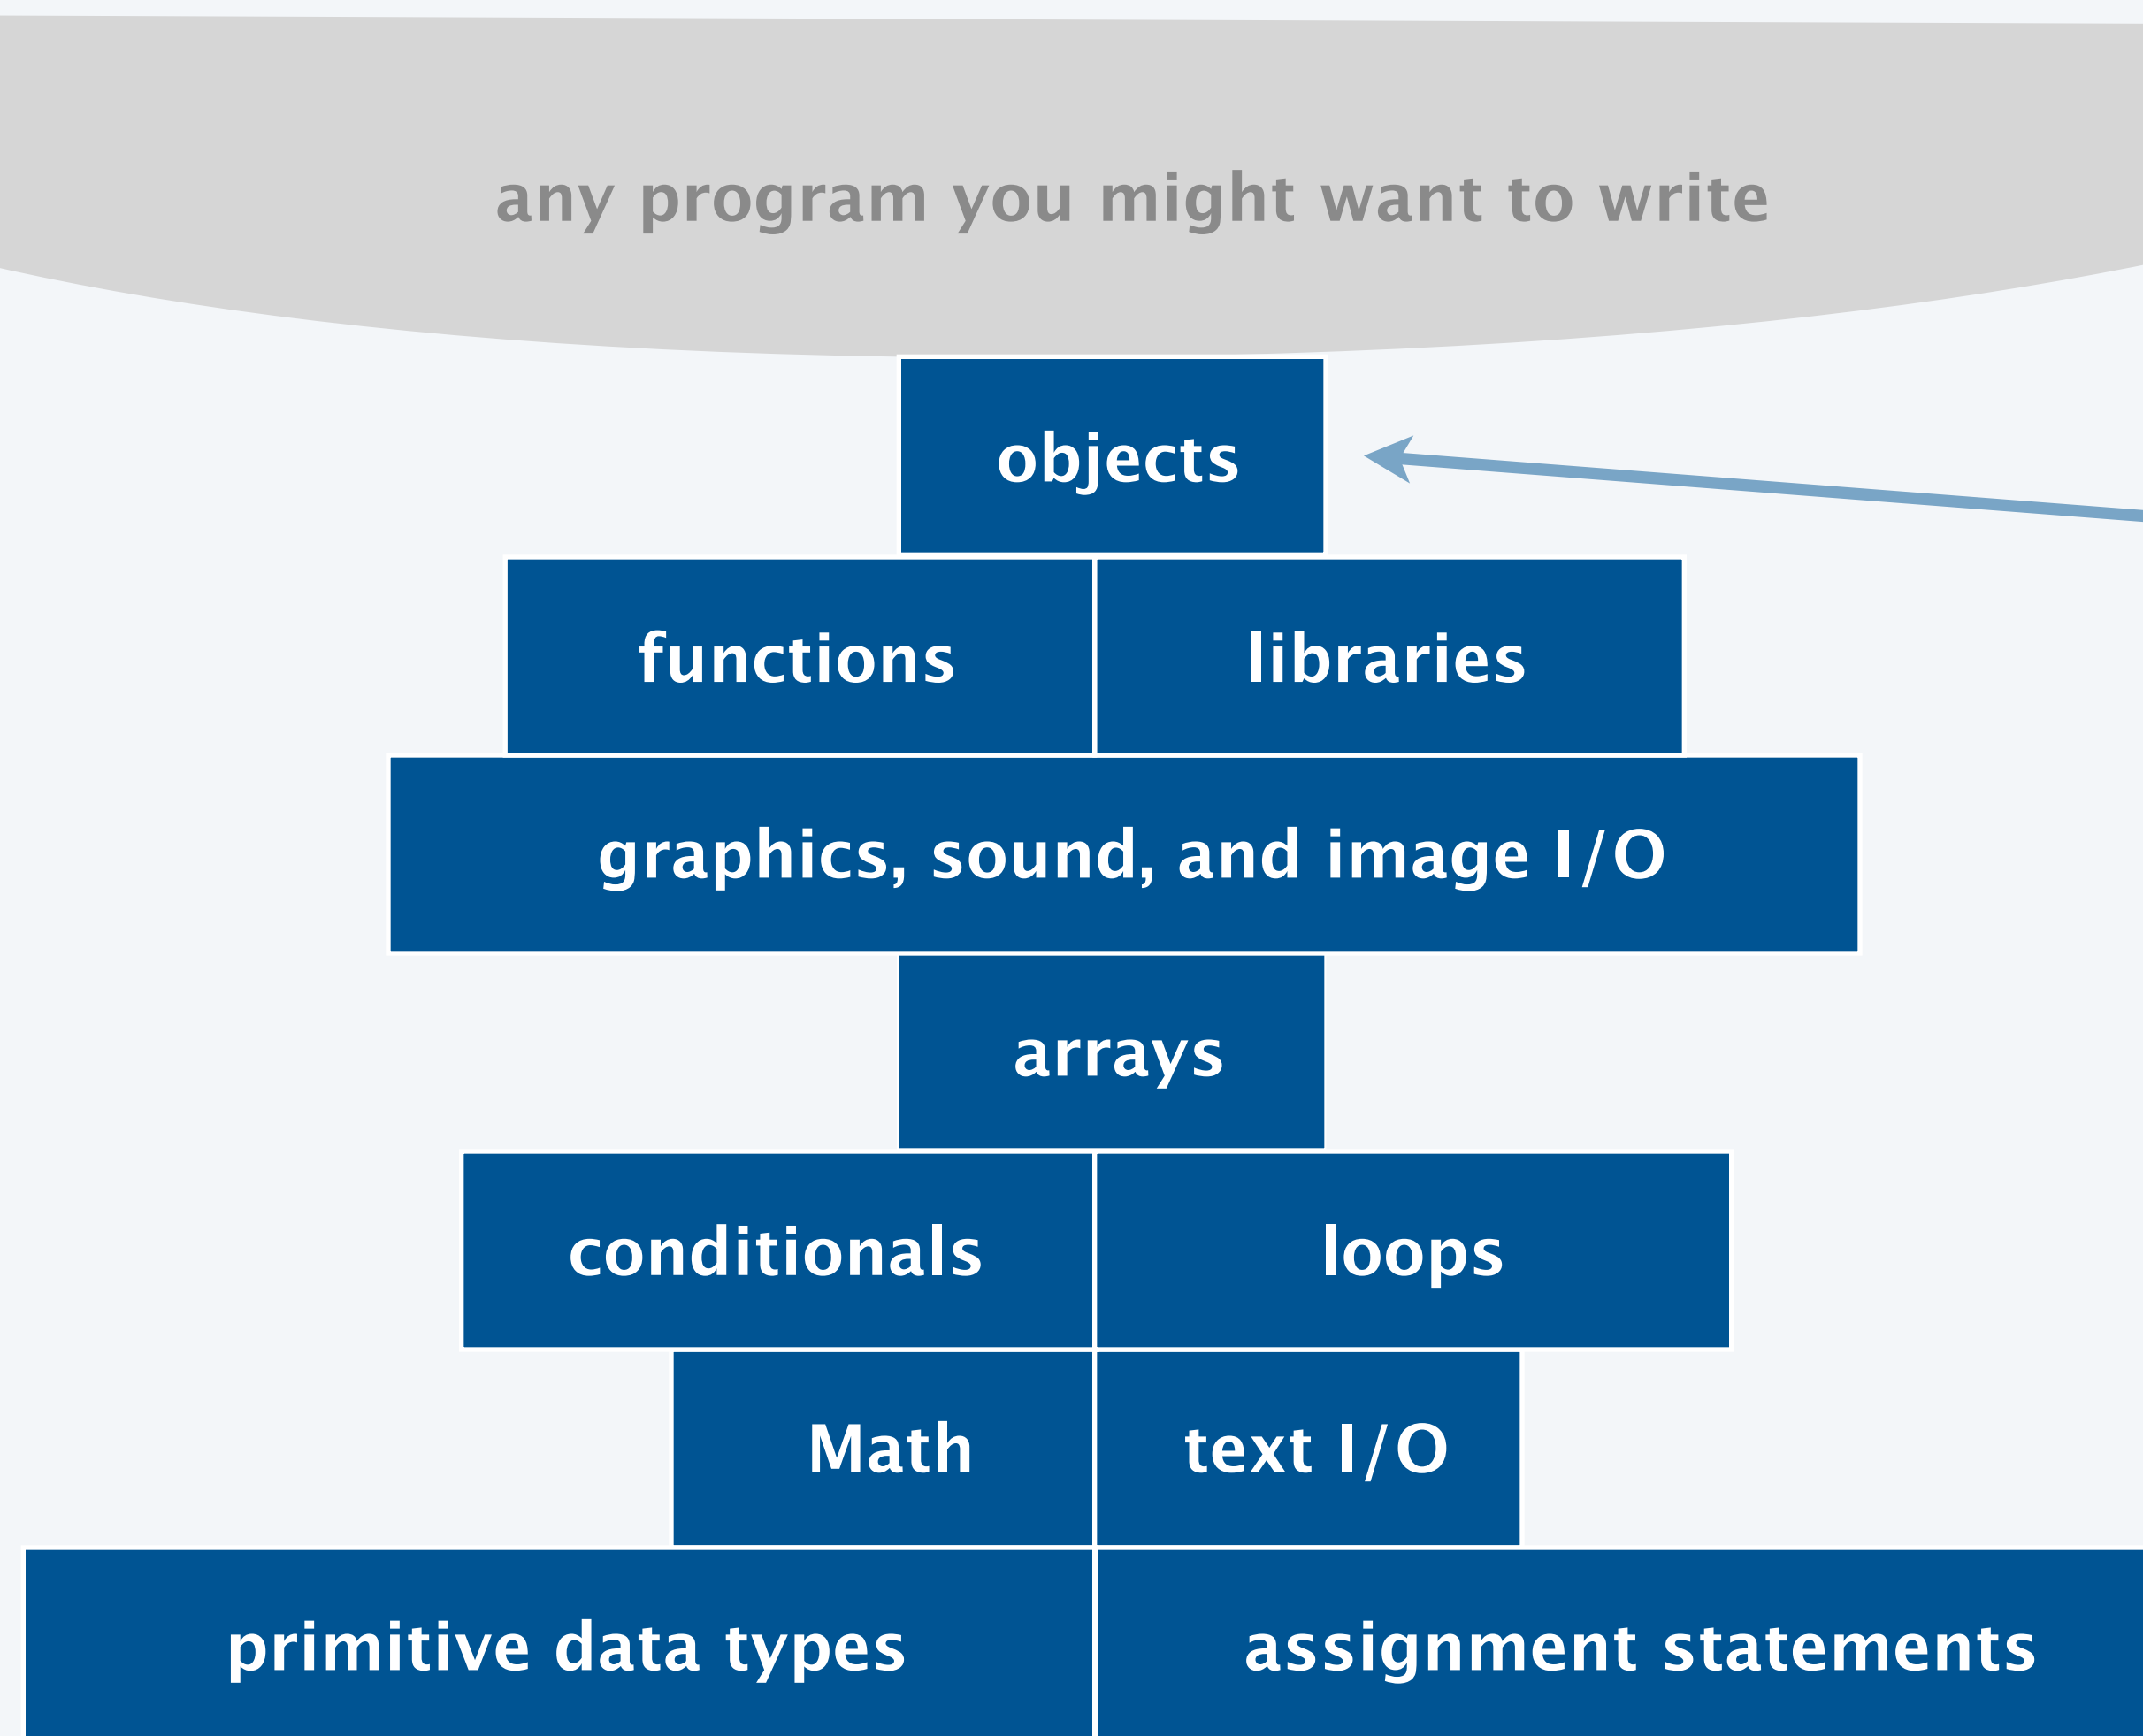 any program you might want to write
objects
functions libraries
graphics, sound, and image I/O
arrays
conditionals loops
Math text I/O
primitive data types assignment statements